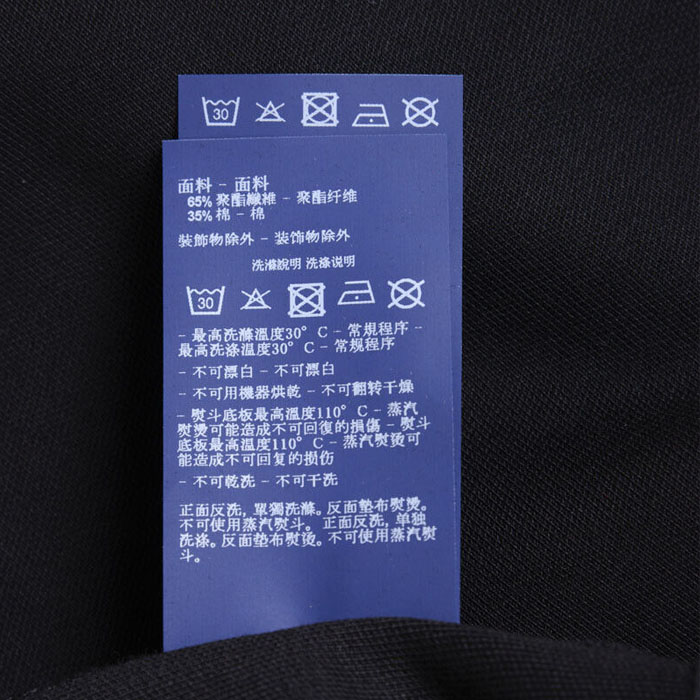 30
面料 - 面料
65% 聚酯纖維 - 聚酯纤维
35% 棉 - 棉
裝飾物除外 - 装饰物除外
洗滌說明 洗涤说明
30
- 最高洗滌溫度30° C - 常規程序 -
最高洗涤温度30° C - 常规程序
- 不可漂白 - 不可漂白
- 不可用機器烘乾 - 不可翻转干燥
- 熨斗底板最高溫度110° C - 蒸汽
熨燙可能造成不可回復的損傷 - 熨斗
底板最高温度110° C - 蒸汽熨烫可
能造成不可回复的损伤
- 不可乾洗 - 不可干洗
正面反洗, 單獨洗滌。反面墊布熨燙。
不可使用蒸汽熨斗。 正面反洗, 单独
洗涤。反面垫布熨烫。不可使用蒸汽熨
斗。